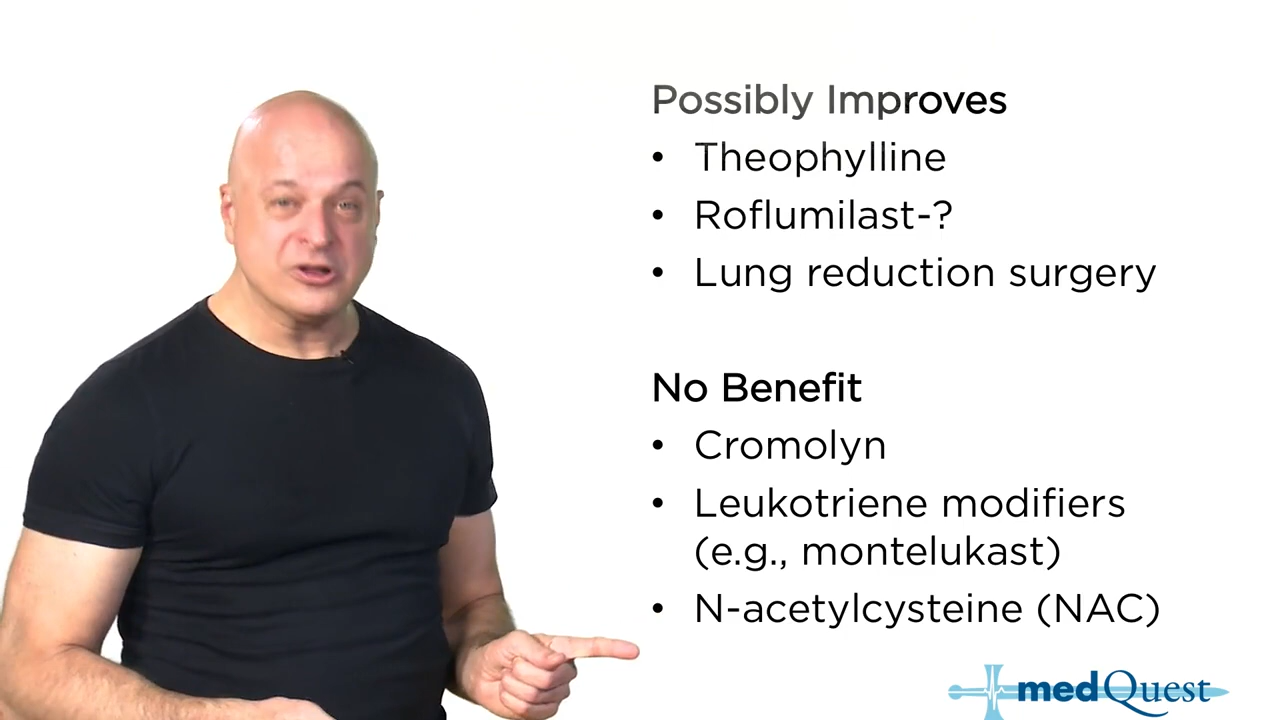 Possibly Improves
• Theophylline
• Roflumilast-?
• Lung reduction surgery
No Benefit
• Cromolyn
• Leukotriene modifiers
(e.g., montelukast)
• N-acetylcysteine (NAC)
medQuest